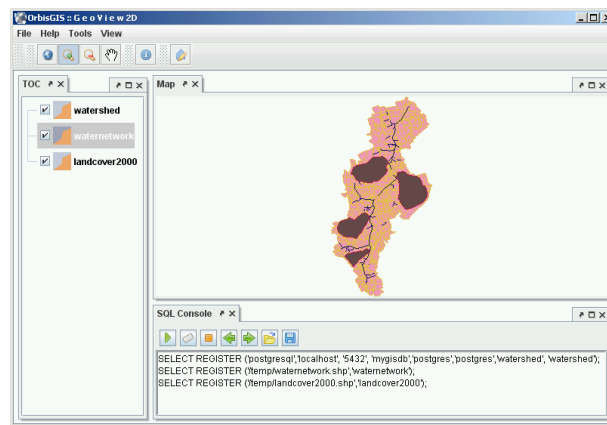 OrbisGIS :: G e o V i e w 2D
File Help Tools View
TOC
watershed
waternetwork
landcover2000
Map
SQL Console
SELECT REGISTER ('postgresql','localhost', '5432', 'mygisdb','postgres','postgres','watershed', 'watershed');
SELECT REGISTER ('/temp/waternetwork.shp','waternetwork');
SELECT REGISTER ('/temp/landcover2000.shp','landcover2000');